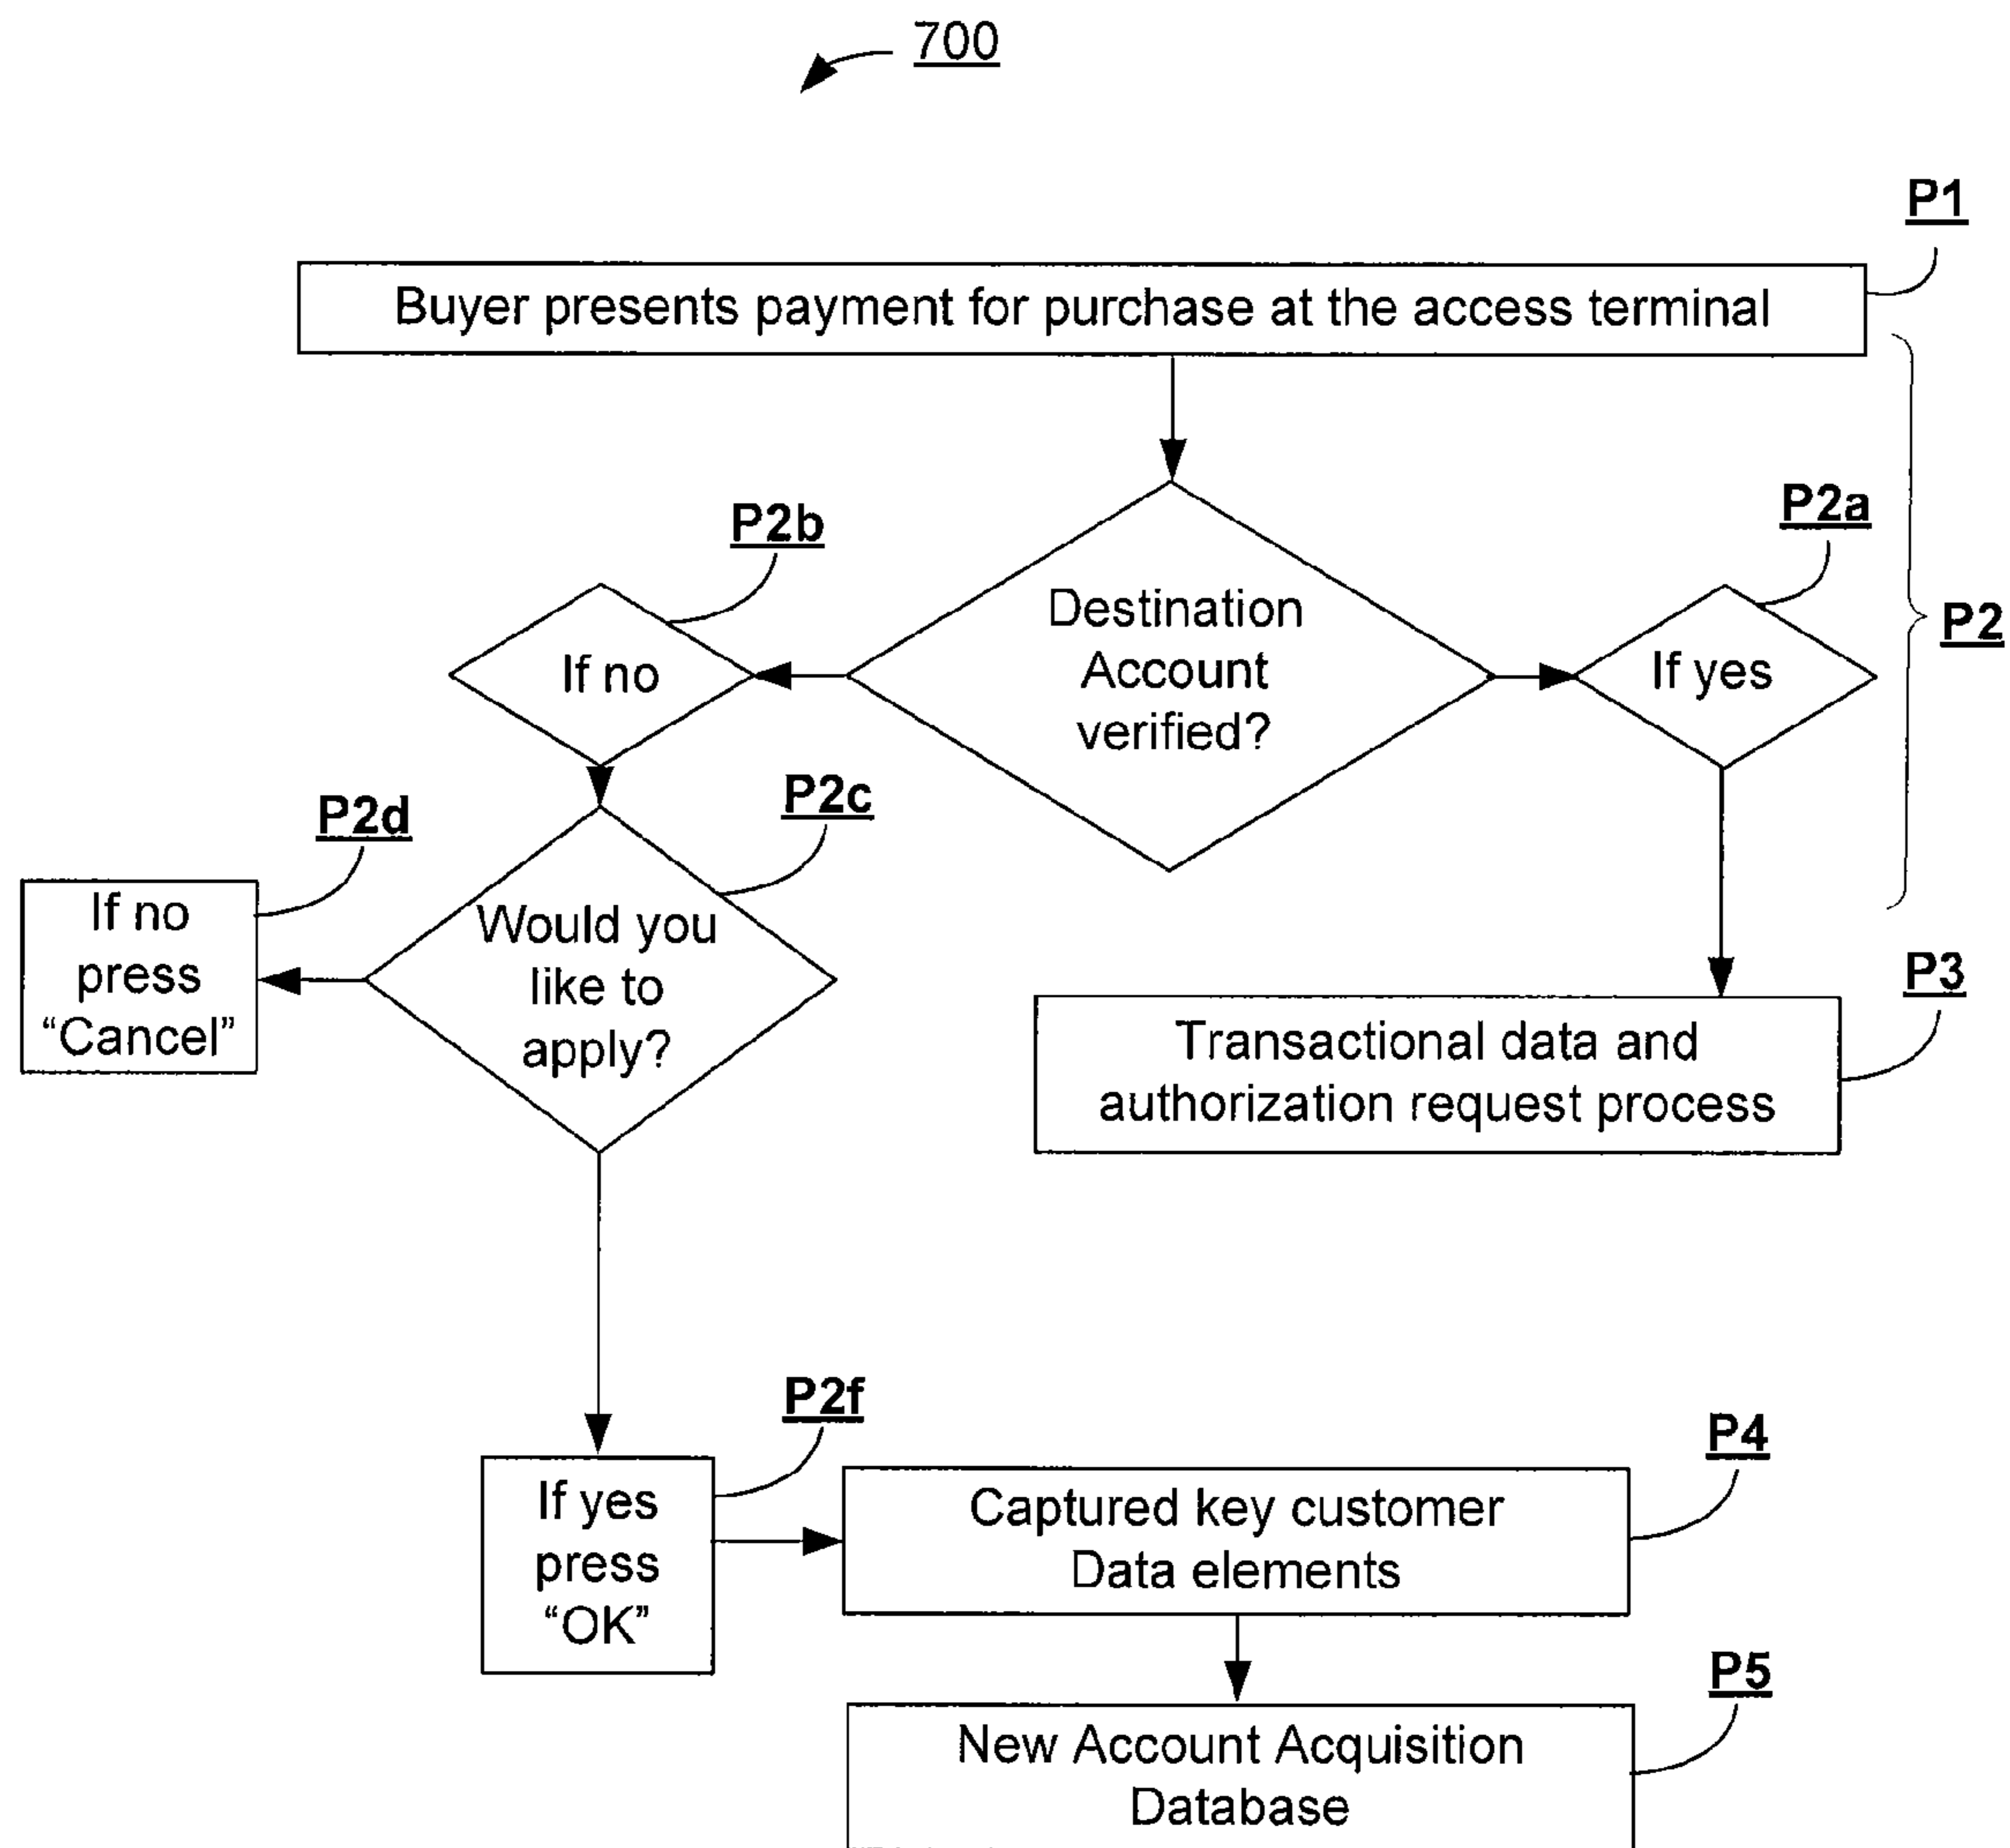 700
P1
Buyer presents payment for purchase at the access terminal
P2
P2b
P2a
If no
Destination
Account
verified?
If yes
P2d
P2c
If no
press
“Cancel”
Would you
like to
apply?
P3
Transactional data and
authorization request process
P2f
If yes
press
“OK”
P4
Captured key customer
Data elements
P5
New Account Acquisition
Database